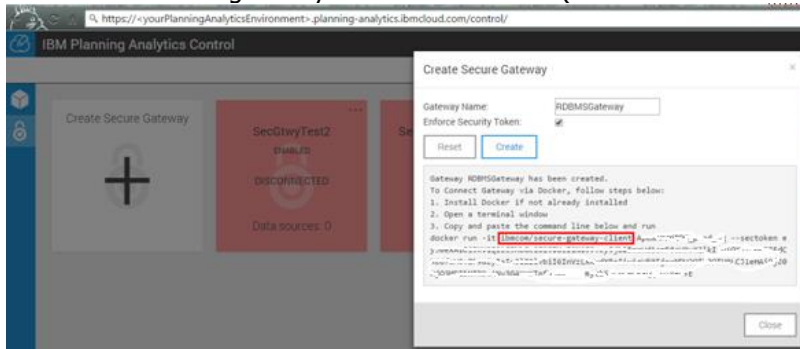 https://<yourPlanningAnalyticsEnvironment>.planning-analytics.ibmcloud.com/control/
IBM Planning Analytics Control
Create Secure Gateway
SecGtwyTest2
ENABLED
DISCONNECTED
Data sources: 0
Se
Create Secure Gateway
Gateway Name: RDBMSGateway
Enforce Security Token:
Reset Create
Gateway RDBMSGateway has been created.
To Connect Gateway via Docker, follow steps below:
1. Install Docker if not already installed
2. Open a terminal window
3. Copy and paste the command line below and run
docker run -it ibmcom/secure-gateway-client --sectoken
Close